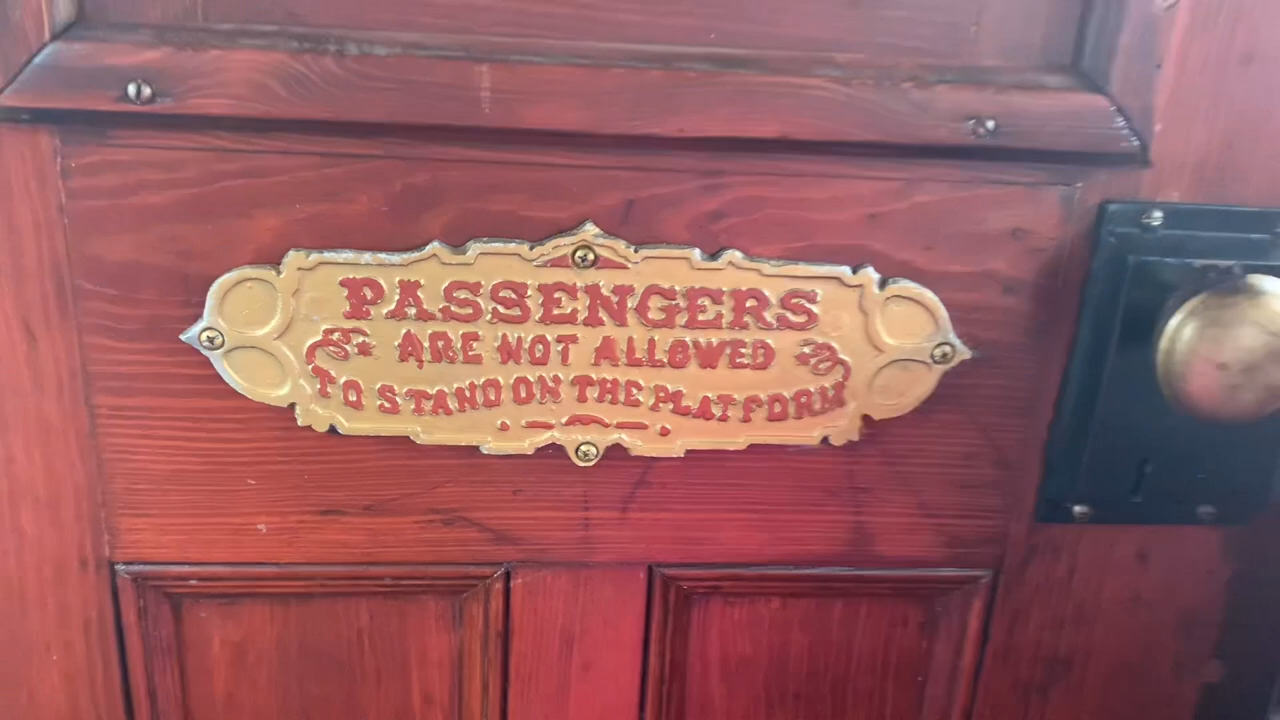 PASSENGERS
ARE NOT ALLOWED
TO STAND ON THE PLATFORM